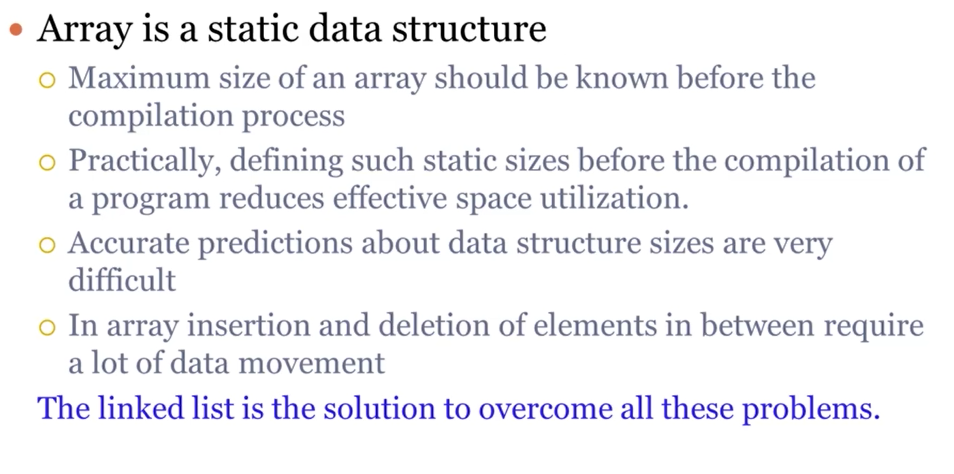 • Array is a static data structure
○ Maximum size of an array should be known before the
compilation process
○ Practically, defining such static sizes before the compilation of
a program reduces effective space utilization.
○ Accurate predictions about data structure sizes are very
difficult
○ In array insertion and deletion of elements in between require
a lot of data movement
The linked list is the solution to overcome all these problems.